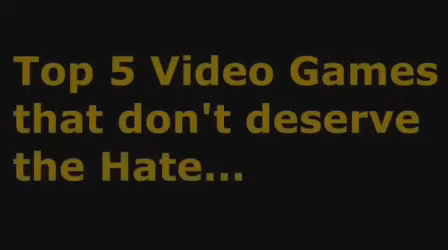 Top 5 Video Games
that don't deserve
the Hate...